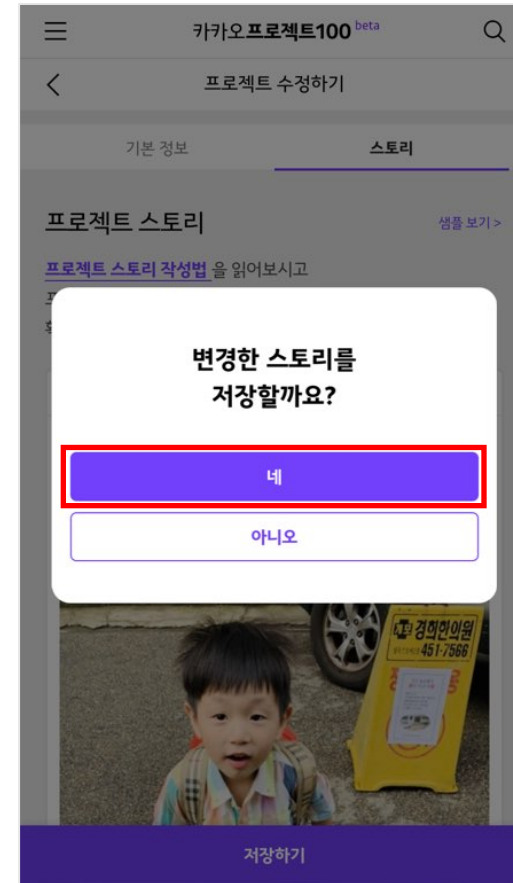 카카오프로젝트100 beta
프로젝트 수정하기
기본 정보 스토리
프로젝트 스토리 샘플 보기 >
프로젝트 스토리 작성법 을 읽어보시고
변경한 스토리를
저장할까요?
네
아니오
경희한의원
451-7566
저장하기